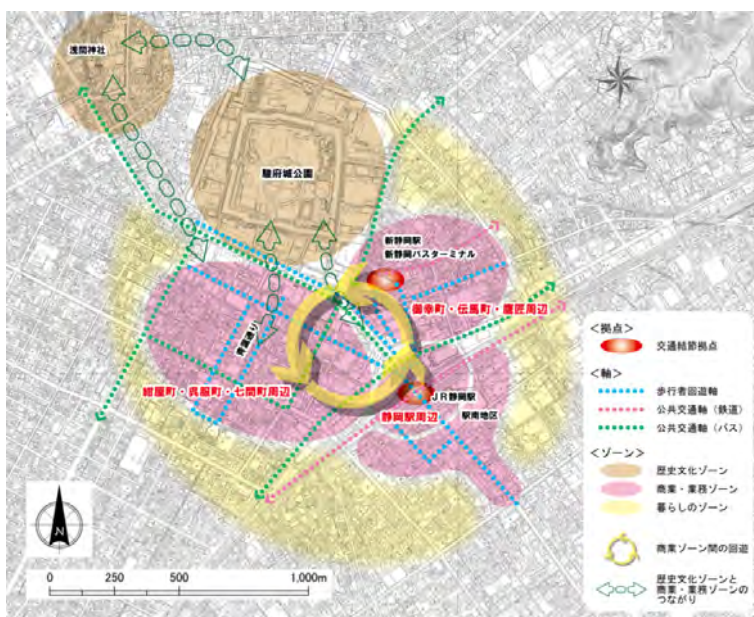 浅間神社
駿府城公園
新静岡駅
新静岡バスターミナル
御幸町・伝馬町・鷹匠周辺
青葉通り
紺屋町・呉服町・七間町周辺
JR静岡駅
静岡駅周辺
駅南地区
N
0 250 500 1,000m
<拠点>
交通結節拠点
<軸>
歩行者回遊軸
公共交通軸(鉄道)
公共交通軸(バス)
<ゾーン>
歴史文化ゾーン
商業・業務ゾーン
暮らしのゾーン
商業ゾーン間の回遊
歴史文化ゾーンと
商業・業務ゾーンの
つながり